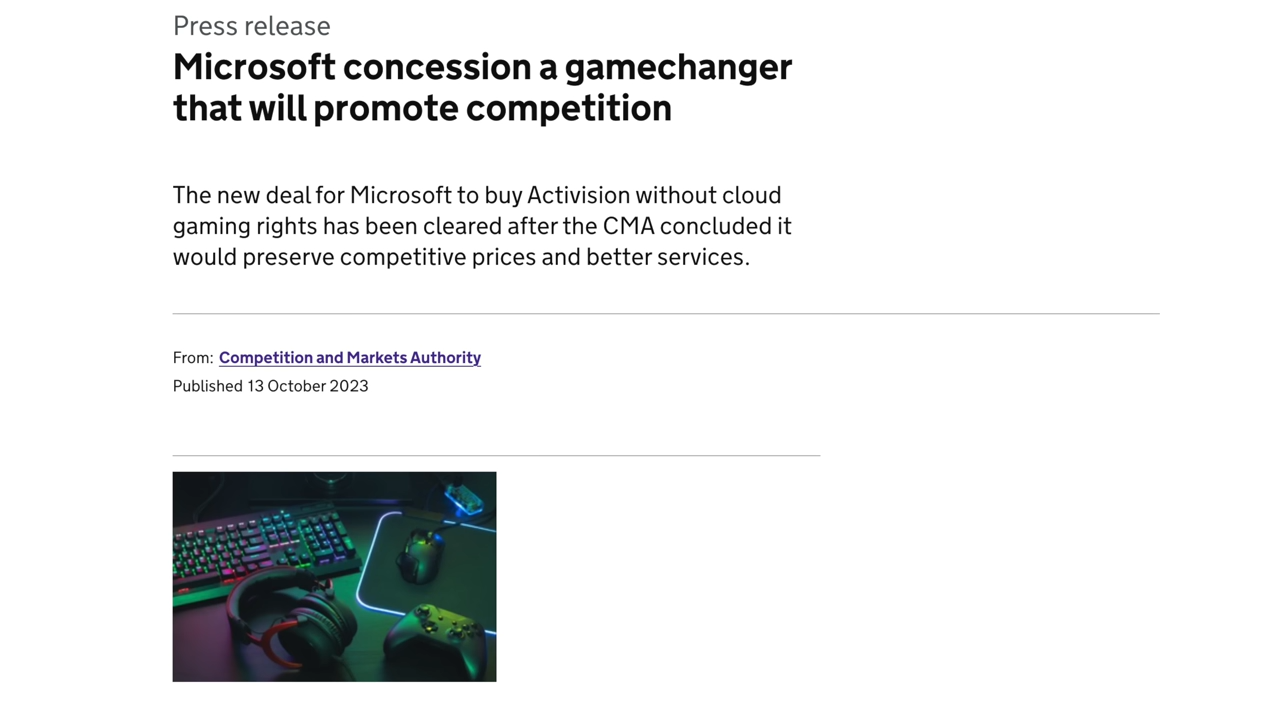 Press release
Microsoft concession a gamechanger
that will promote competition
The new deal for Microsoft to buy Activision without cloud
gaming rights has been cleared after the CMA concluded it
would preserve competitive prices and better services.
From: Competition and Markets Authority
Published 13 October 2023